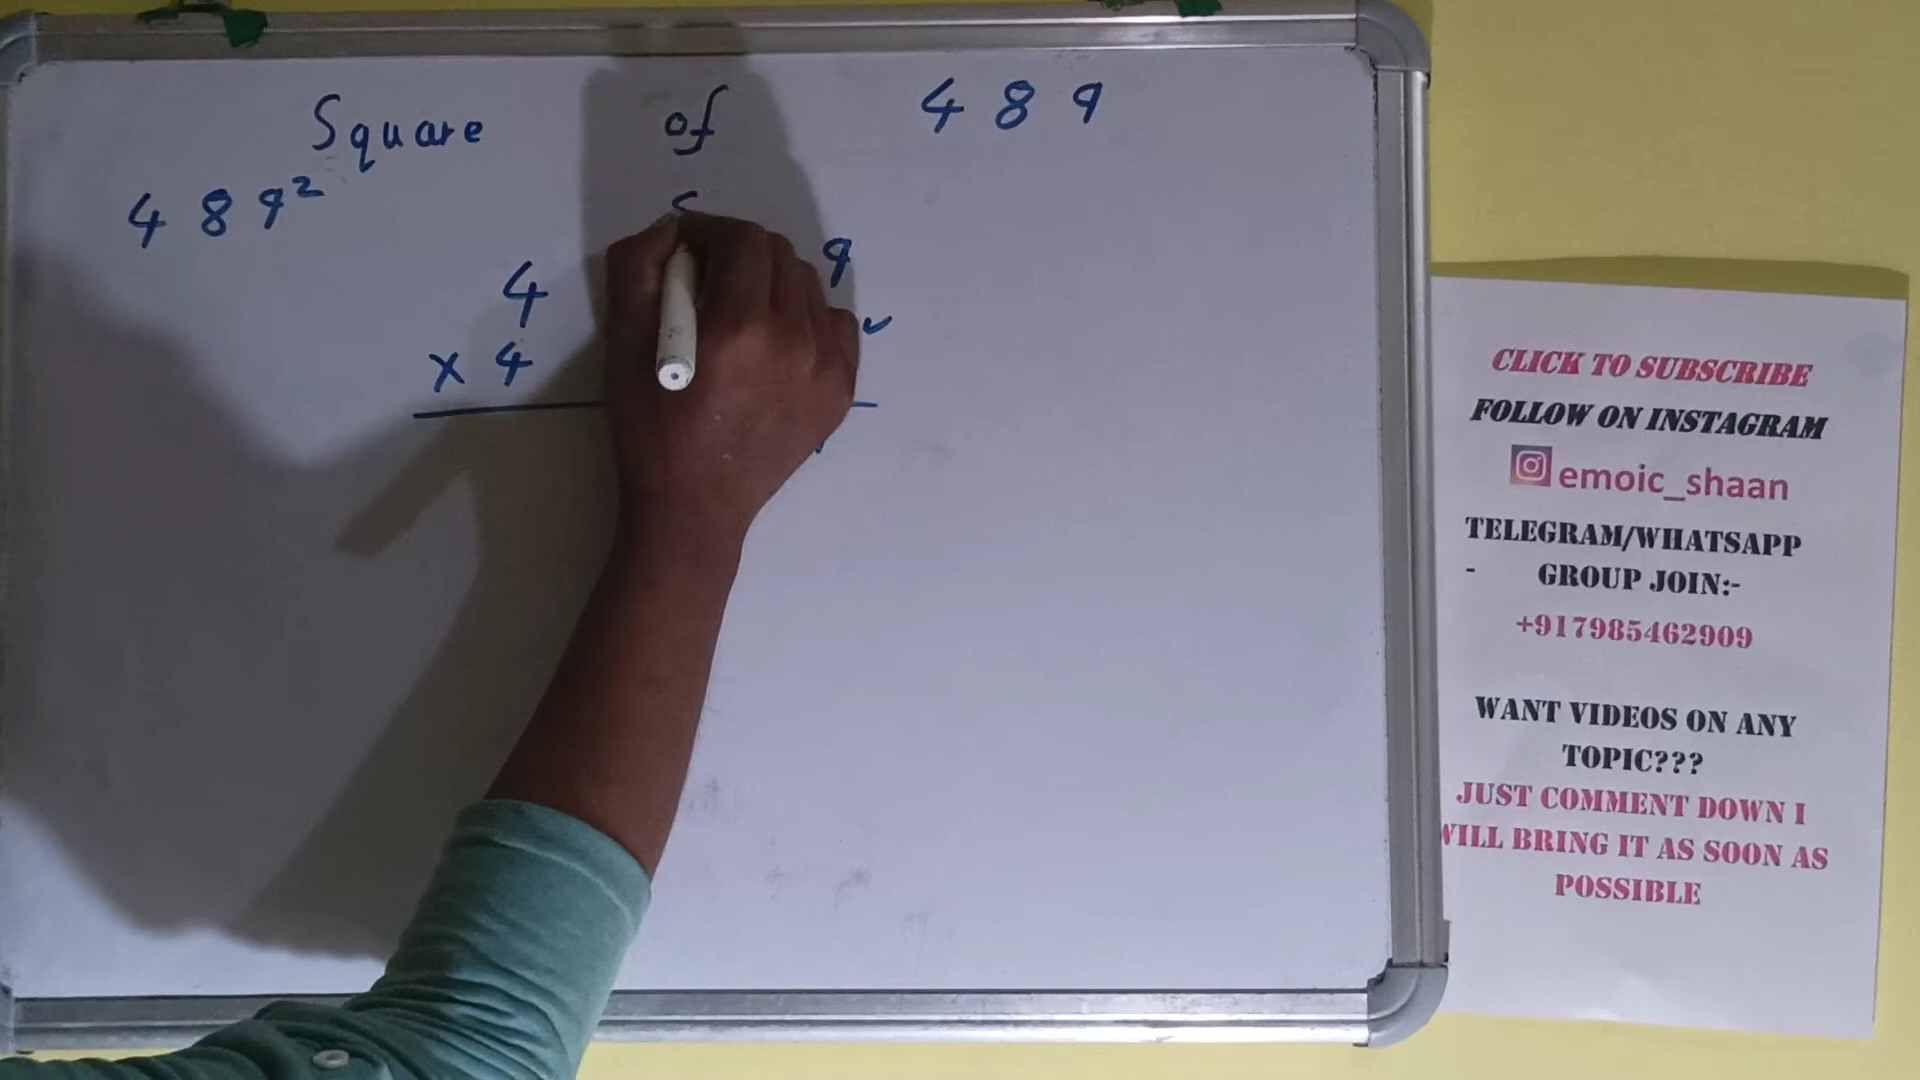 Square of 489
489²
4 9
x 4
CLICK TO SUBSCRIBE
FOLLOW ON INSTAGRAM
emoic_shaan
TELEGRAM/WHATSAPP
- GROUP JOIN:-
+917985462909
WANT VIDEOS ON ANY
TOPIC???
JUST COMMENT DOWN I
WILL BRING IT AS SOON AS
POSSIBLE